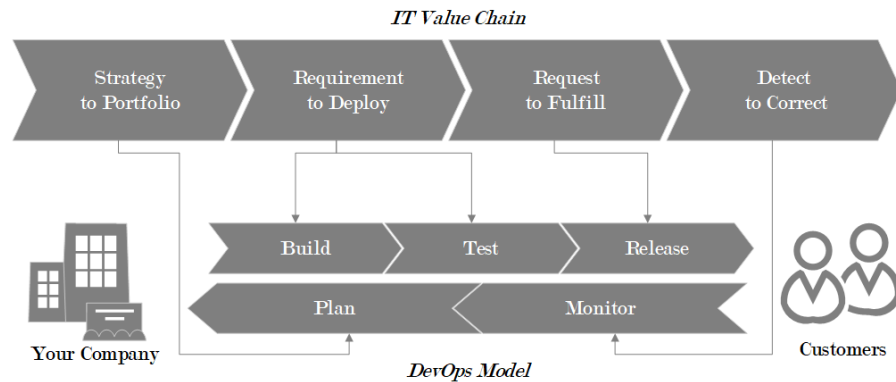 IT Value Chain
Strategy
to Portfolio
Requirement
to Deploy
Request
to Fulfill
Detect
to Correct
Build
Test
Release
Plan
Monitor
Your Company
Customers
DevOps Model